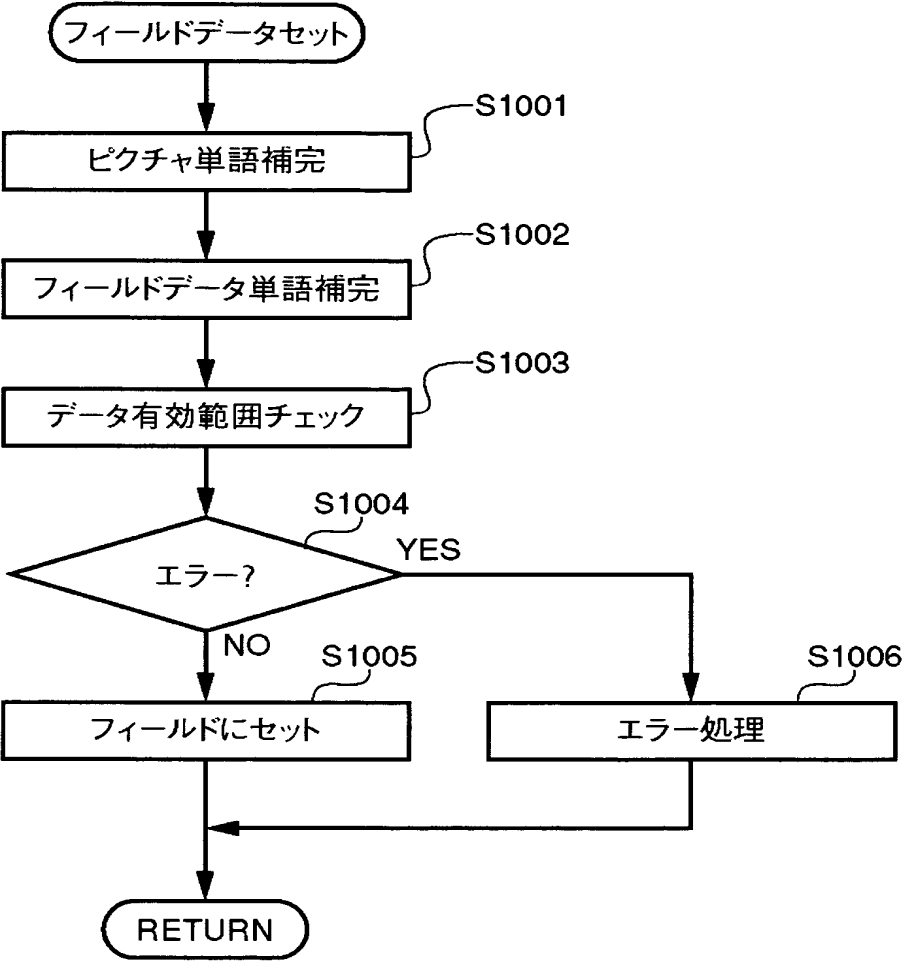 フィールドデータセット
S1001
ピクチャ単語補完
S1002
フィールドデータ単語補完
S1003
データ有効範囲チェック
S1004
エラー?
YES
NO
S1005
フィールドにセット
S1006
エラー処理
RETURN